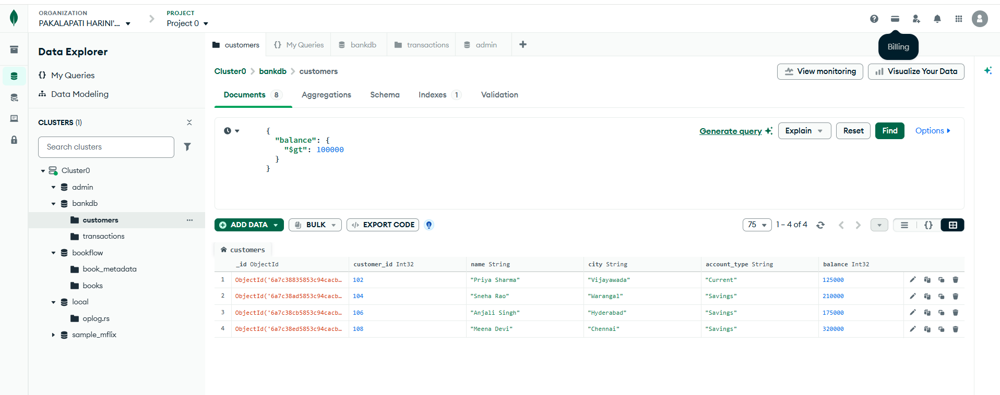 ORGANIZATION
PAKALAPATI HARINI'...
PROJECT
Project 0
Billing
Data Explorer
My Queries
Data Modeling
CLUSTERS (1)
Search clusters
Cluster0
admin
bankdb
customers
transactions
bookflow
book_metadata
books
local
oplog.rs
sample_mflix
customers
{} My Queries
bankdb
transactions
admin
Cluster0 > bankdb > customers
View monitoring
Visualize Your Data
Documents 8
Aggregations
Schema
Indexes 1
Validation
{
"balance": {
"$gt": 100000
}
}
Generate query
Explain
Reset
Find
Options
ADD DATA
BULK
EXPORT CODE
75
1 – 4 of 4
customers
_id ObjectId customer_id Int32 name String city String account_type String balance Int32
1 ObjectId('6a7c38835853c94cacb… 102 "Priya Sharma" "Vijayawada" "Current" 125000
2 ObjectId('6a7c38ad5853c94cacb… 104 "Sneha Rao" "Warangal" "Savings" 210000
3 ObjectId('6a7c38cb5853c94cacb… 106 "Anjali Singh" "Hyderabad" "Savings" 175000
4 ObjectId('6a7c38ed5853c94cacb… 108 "Meena Devi" "Chennai" "Savings" 320000